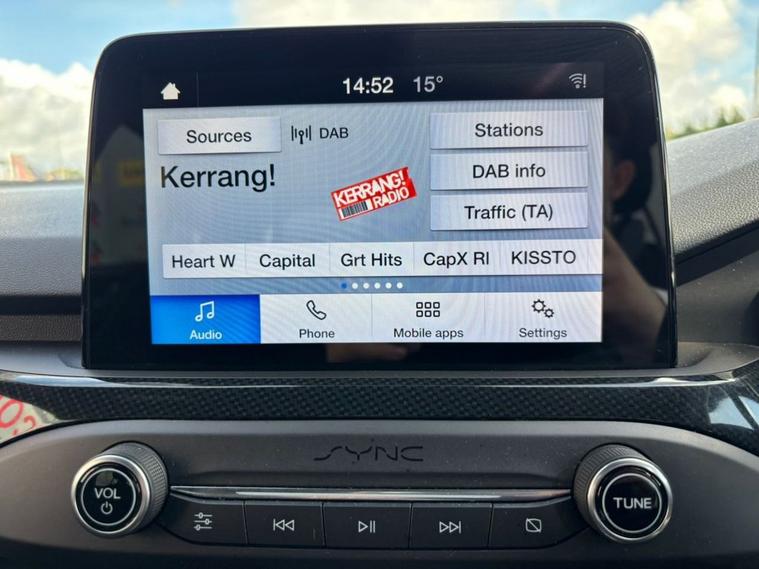 14:52 15°
Sources DAB
Stations
Kerrang!
KERRANG!
RADIO
DAB info
Traffic (TA)
Heart W Capital Grt Hits CapX RI KISSTO
Audio Phone Mobile apps Settings
SYNC
VOL
TUNE